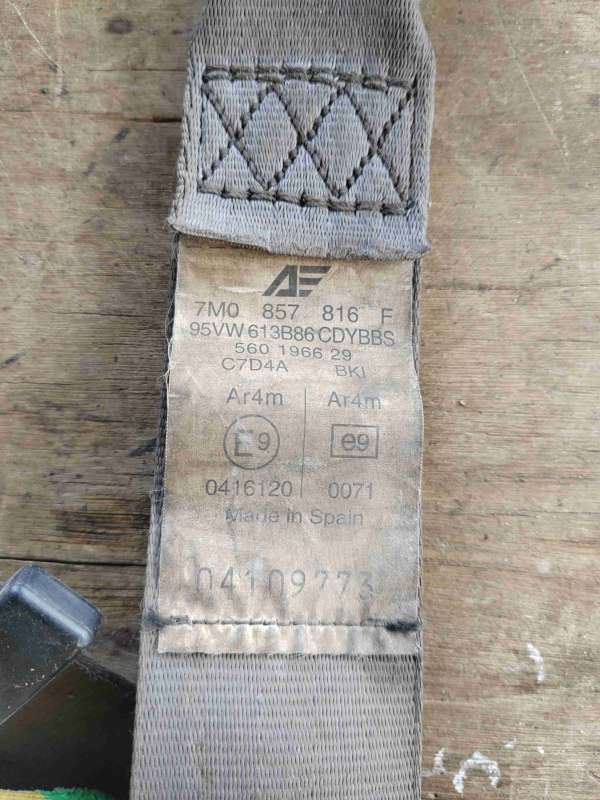 AE
7M0 857 816 F
95VW 613B86 CDYBBS
560 1966 29
C7D4A BKI
Ar4m Ar4m
E9 e9
0416120 0071
Made in Spain
04109773